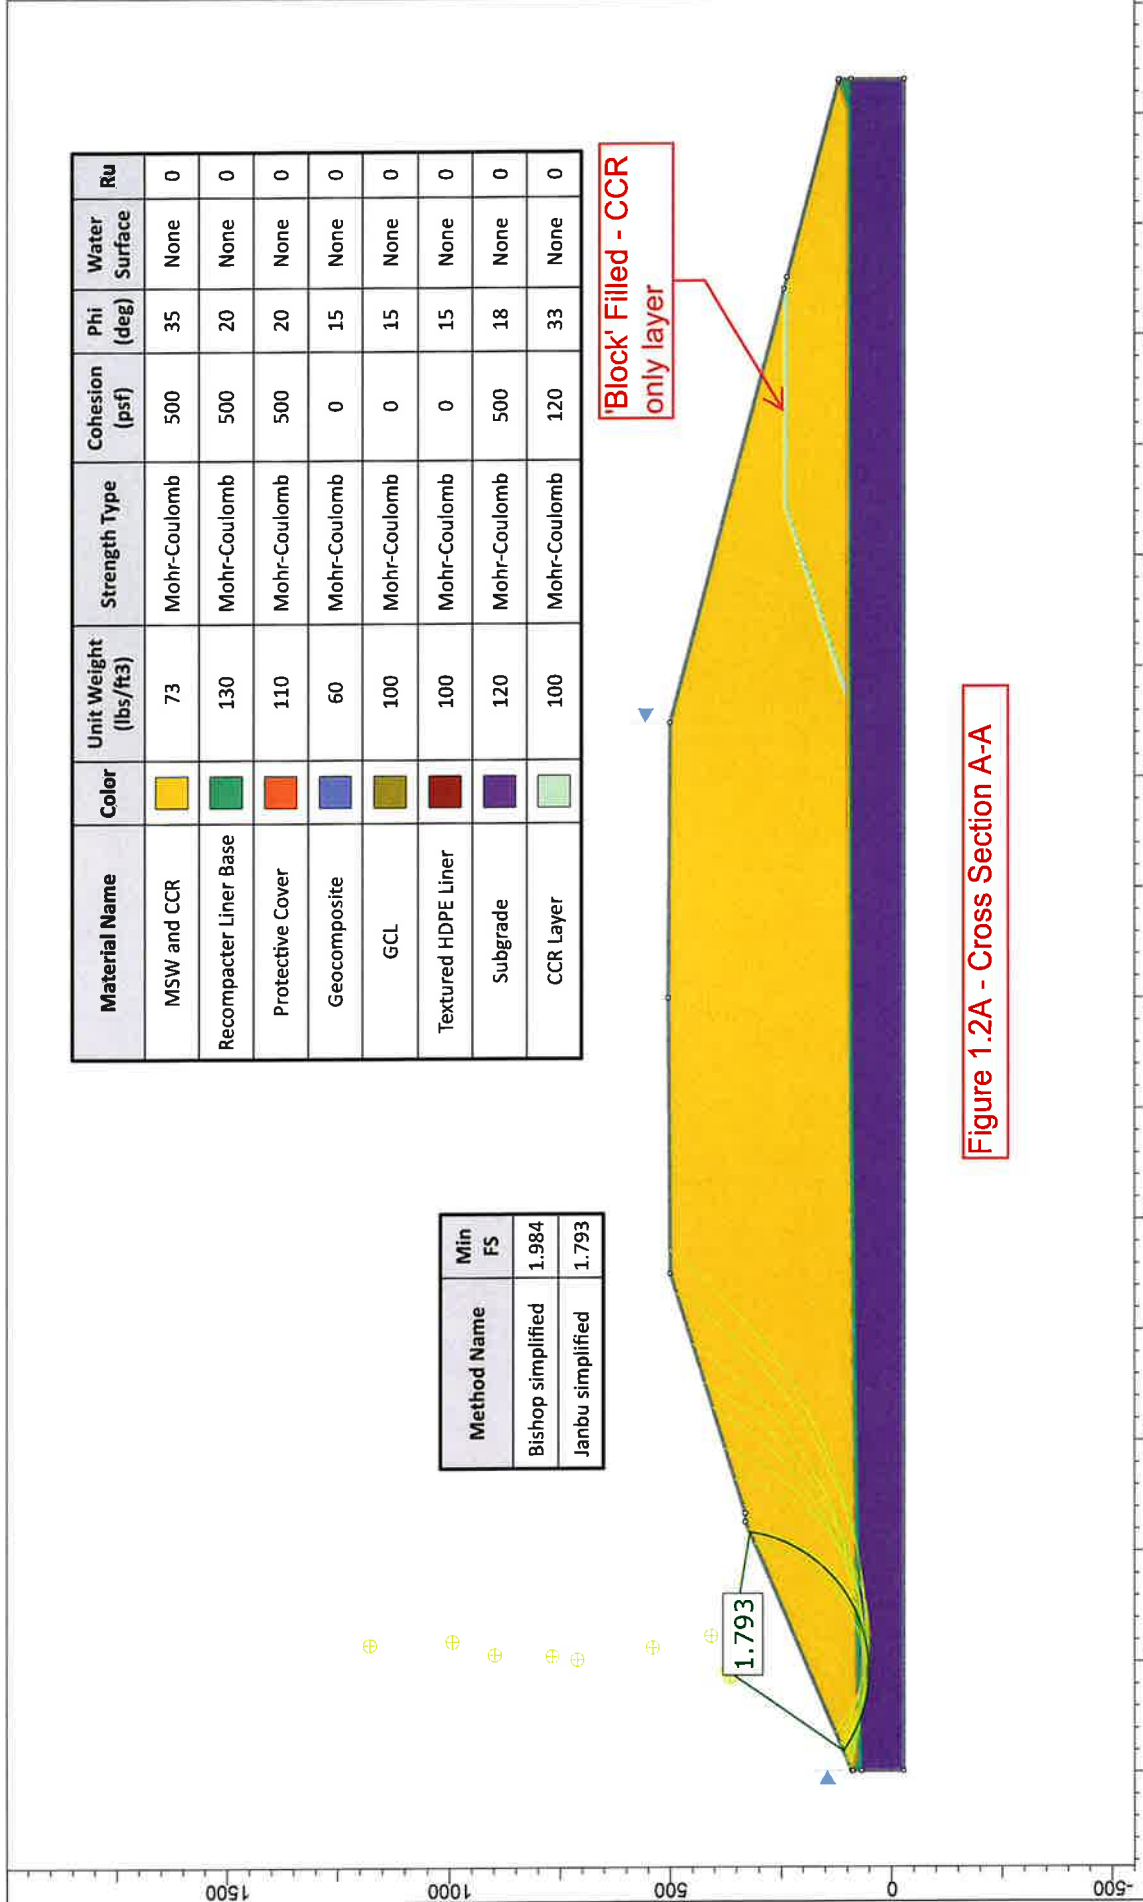 Material Name Color Unit Weight (lbs/ft3) Strength Type Cohesion (psf) Phi (deg) Water Surface Ru
MSW and CCR 73 Mohr-Coulomb 500 35 None 0
Recompacter Liner Base 130 Mohr-Coulomb 500 20 None 0
Protective Cover 110 Mohr-Coulomb 500 20 None 0
Geocomposite 60 Mohr-Coulomb 0 15 None 0
GCL 100 Mohr-Coulomb 0 15 None 0
Textured HDPE Liner 100 Mohr-Coulomb 0 15 None 0
Subgrade 120 Mohr-Coulomb 500 18 None 0
CCR Layer 100 Mohr-Coulomb 120 33 None 0
Method Name Min FS
Bishop simplified 1.984
Janbu simplified 1.793
'Block' Filled - CCR
only layer
1.793
1500
1000
500
0
-500
Figure 1.2A - Cross Section A-A